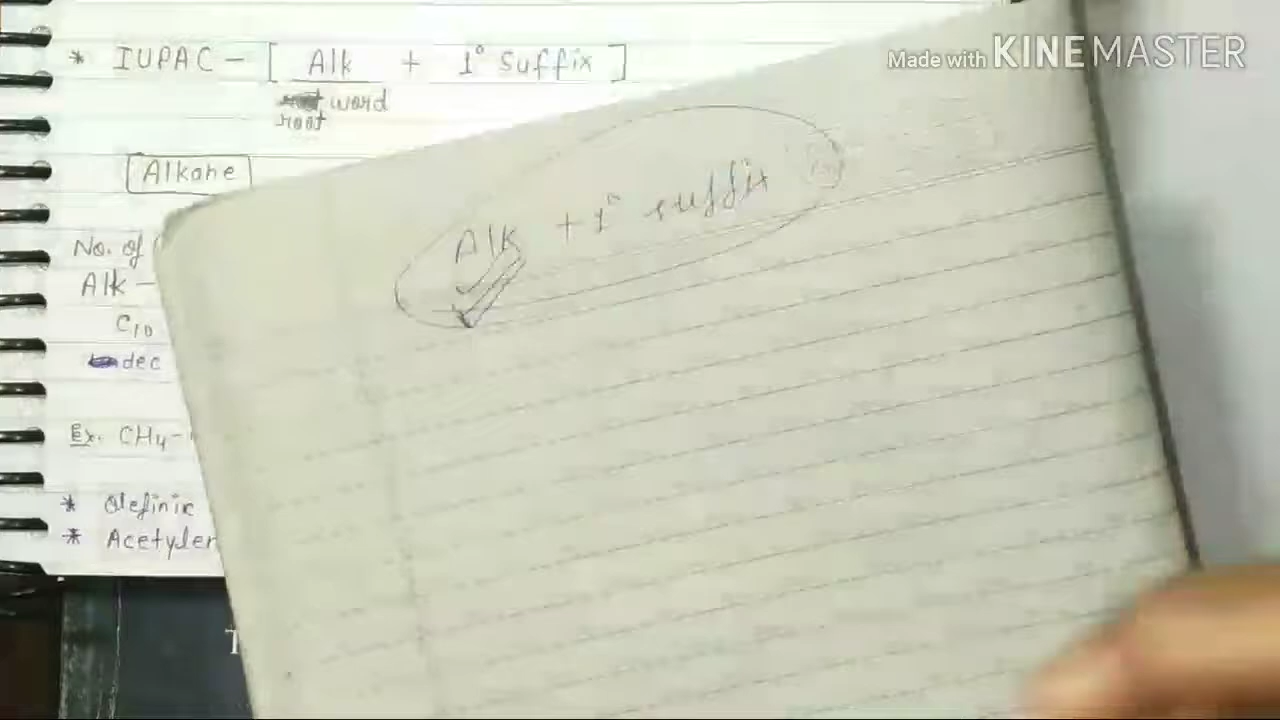 * IUPAC - [ Alk + 1° Suffix ]
word
root
Alkane
No. of
Alk -
C10
dec
Ex. CH4 -
* Olefinic
* Acetylen
Alk + 1° suffix
Made with KINEMASTER
T